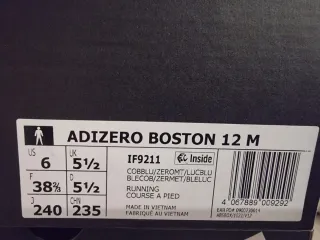 ADIZERO BOSTON 12 M
US 6 UK 5½
F 38⅔ D 5½
J 240 CHN 235
IF9211
Inside
COBBLU/ZEROMT/LUCBLU
BLECOB/ZERMET/BLELUC
RUNNING
COURSE A PIED
MADE IN VIETNAM
FABRIQUÉ AU VIETNAM
4 067889 009292